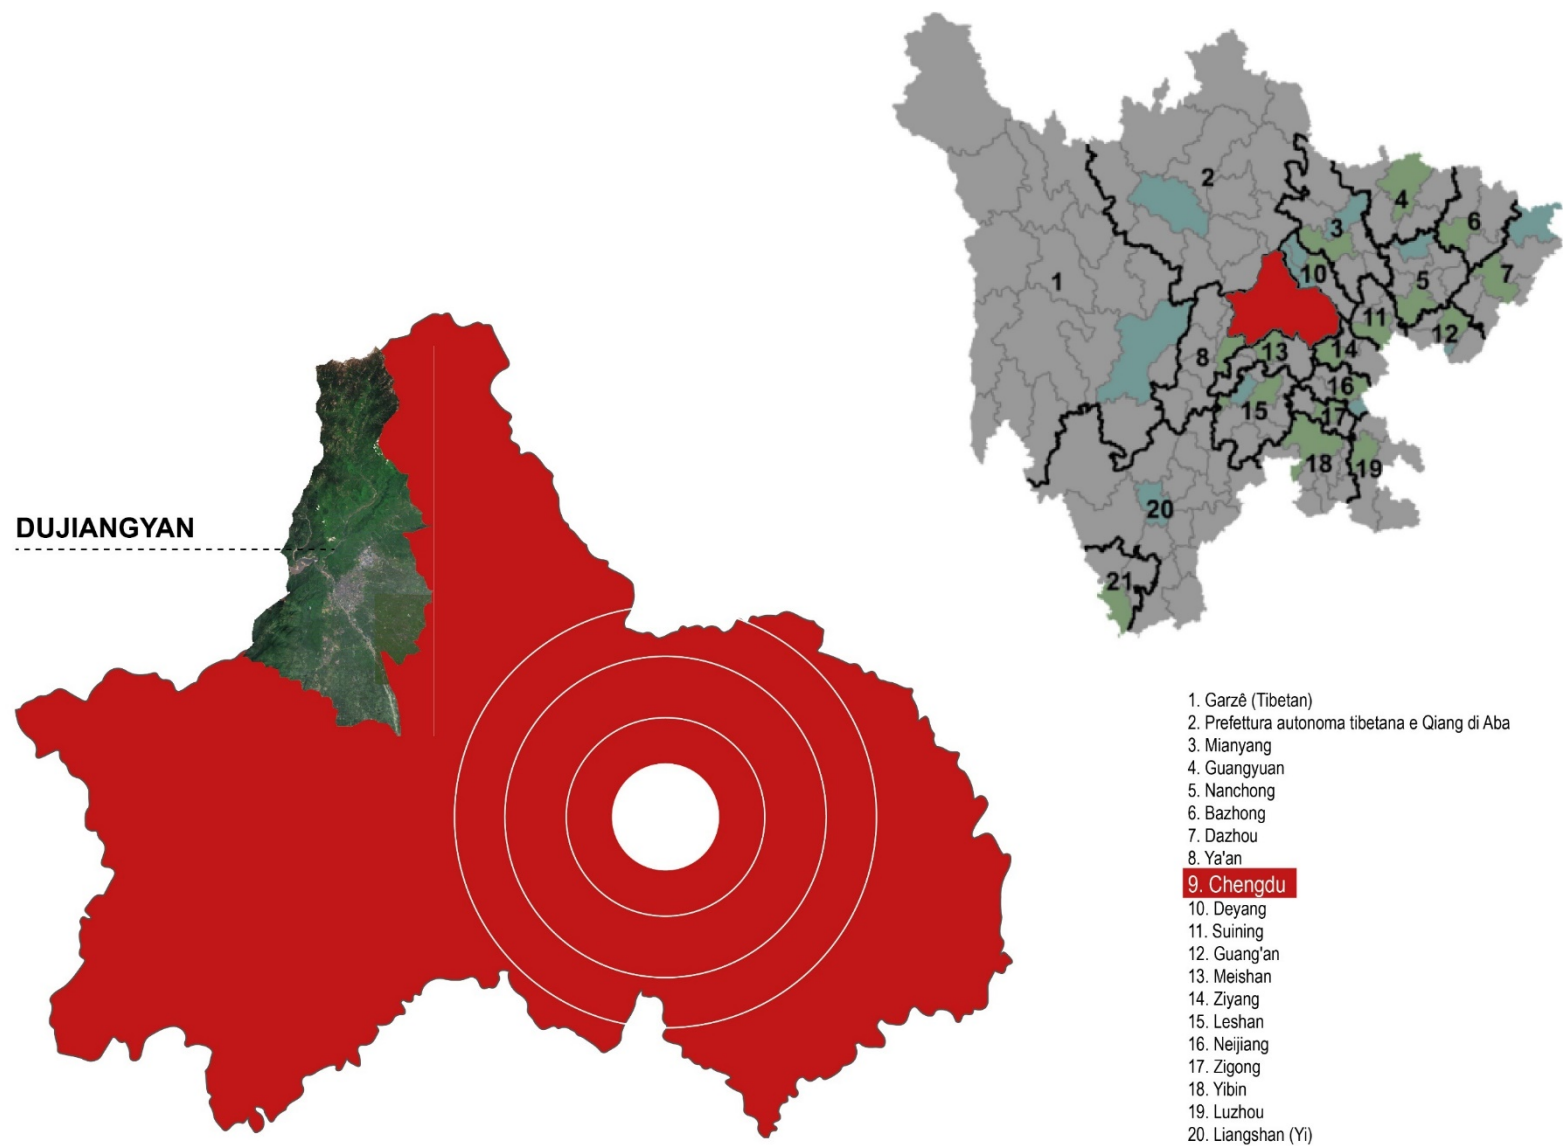 DUJIANGYAN
1
2
3
4
5
6
7
8
10
11
12
13
14
15
16
17
18
19
20
21
1. Garzê (Tibetan)
2. Prefettura autonoma tibetana e Qiang di Aba
3. Mianyang
4. Guangyuan
5. Nanchong
6. Bazhong
7. Dazhou
8. Ya'an
9. Chengdu
10. Deyang
11. Suining
12. Guang'an
13. Meishan
14. Ziyang
15. Leshan
16. Neijiang
17. Zigong
18. Yibin
19. Luzhou
20. Liangshan (Yi)